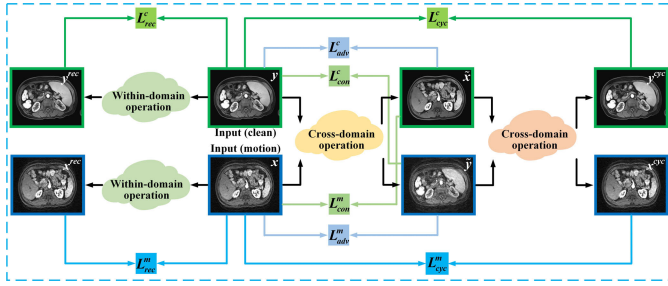 L^c_rec
L^c_cyc
L^c_adv
L^c_con
y^rec
Within-domain
operation
y
Input (clean)
Cross-domain
operation
x̃
Cross-domain
operation
y^cyc
x^rec
Within-domain
operation
Input (motion)
x
ỹ
x^cyc
L^m_con
L^m_adv
L^m_rec
L^m_cyc